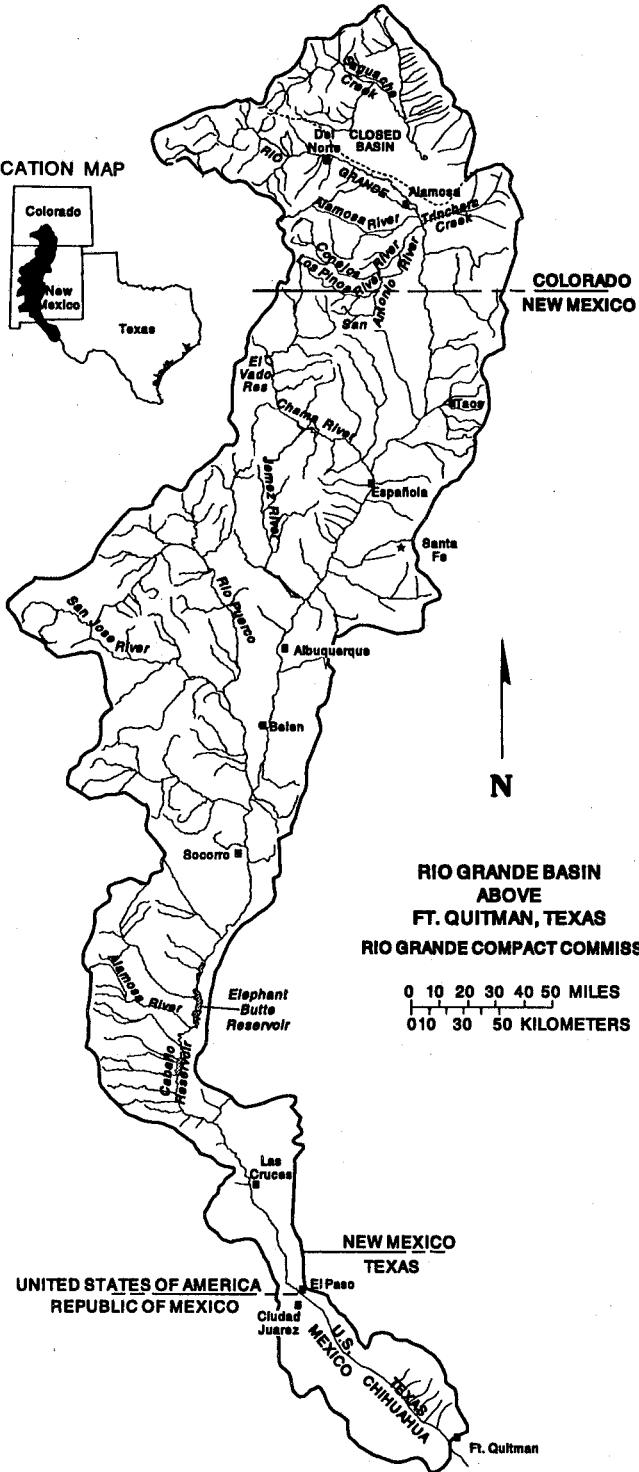 Saguache
Creek
Del
Norte
CLOSED
BASIN
RIO
GRANDE
Alamosa
Trinchera
Creek
Alamosa River
Conejos River
Los Pinos River
San Antonio River
CATION MAP
Colorado
New
Mexico
Texas
COLORADO
NEW MEXICO
El
Vado
Res
Chama River
Taos
Jemez River
Española
Santa
Fe
Rio Puerco
San Jose River
Albuquerque
Belen
N
Socorro
RIO GRANDE BASIN
ABOVE
FT. QUITMAN, TEXAS
RIO GRANDE COMPACT COMMISS
0 10 20 30 40 50 MILES
0 10 30 50 KILOMETERS
Alamosa River
Elephant
Butte
Reservoir
Caballo
Reservoir
Las
Cruces
NEW MEXICO
TEXAS
UNITED STATES OF AMERICA
REPUBLIC OF MEXICO
El Paso
Ciudad
Juarez
U.S.
MEXICO
TEXAS
CHIHUAHUA
Ft. Quitman